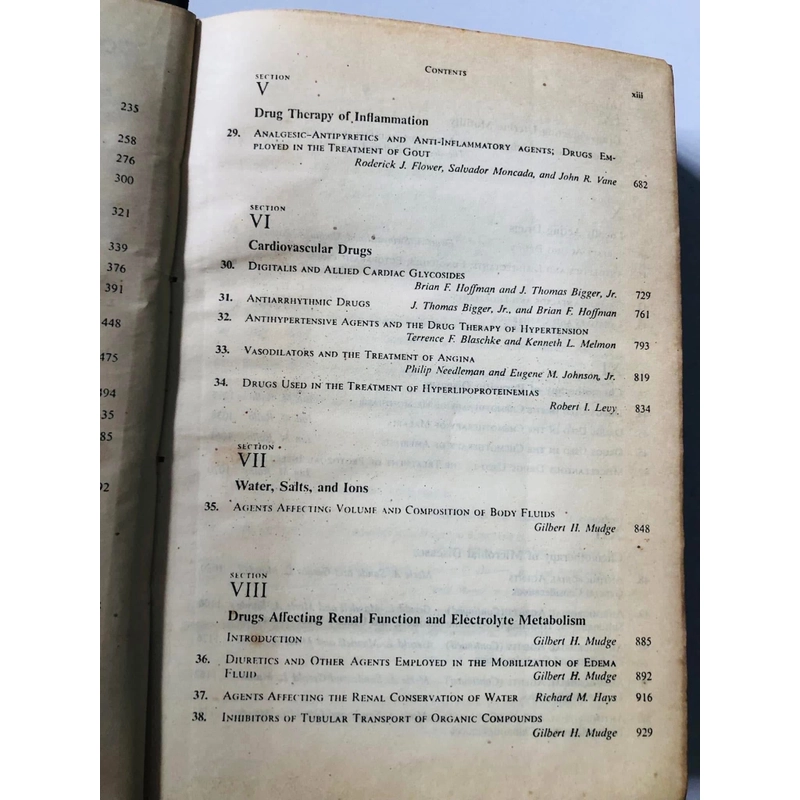 235
258
276
300
321
339
376
391
448
475
494
35
85
92
CONTENTS
xiii
SECTION
V
Drug Therapy of Inflammation
29. ANALGESIC-ANTIPYRETICS AND ANTI-INFLAMMATORY AGENTS; DRUGS EM-
PLOYED IN THE TREATMENT OF GOUT
Roderick J. Flower, Salvador Moncada, and John R. Vane 682
SECTION
VI
Cardiovascular Drugs
30. DIGITALIS AND ALLIED CARDIAC GLYCOSIDES
Brian F. Hoffman and J. Thomas Bigger, Jr. 729
31. ANTIARRHYTHMIC DRUGS J. Thomas Bigger, Jr., and Brian F. Hoffman 761
32. ANTIHYPERTENSIVE AGENTS AND THE DRUG THERAPY OF HYPERTENSION
Terrence F. Blaschke and Kenneth L. Melmon 793
33. VASODILATORS AND THE TREATMENT OF ANGINA
Philip Needleman and Eugene M. Johnson, Jr. 819
34. DRUGS USED IN THE TREATMENT OF HYPERLIPOPROTEINEMIAS
Robert I. Levy 834
SECTION
VII
Water, Salts, and Ions
35. AGENTS AFFECTING VOLUME AND COMPOSITION OF BODY FLUIDS
Gilbert H. Mudge 848
SECTION
VIII
Drugs Affecting Renal Function and Electrolyte Metabolism
INTRODUCTION Gilbert H. Mudge 885
36. DIURETICS AND OTHER AGENTS EMPLOYED IN THE MOBILIZATION OF EDEMA
FLUID Gilbert H. Mudge 892
37. AGENTS AFFECTING THE RENAL CONSERVATION OF WATER Richard M. Hays 916
38. INHIBITORS OF TUBULAR TRANSPORT OF ORGANIC COMPOUNDS
Gilbert H. Mudge 929